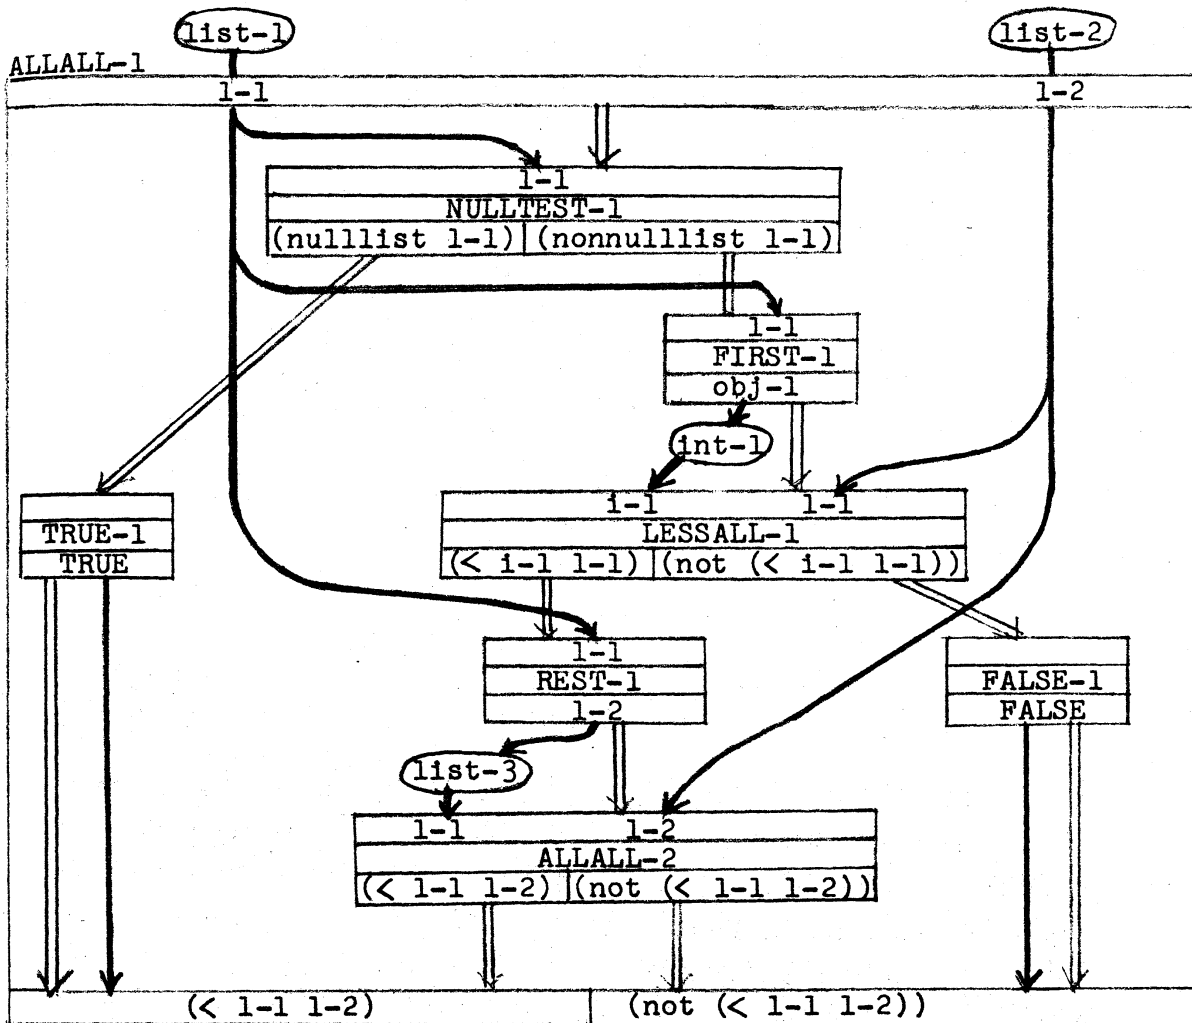 list-1 list-2
ALLALL-1
l-1 l-2
l-1
NULLTEST-1
(nulllist l-1) (nonnulllist l-1)
l-1
FIRST-1
obj-1
int-1
i-1 l-1
LESSALL-1
(< i-1 l-1) (not (< i-1 l-1))
TRUE-1
TRUE
l-1
REST-1
l-2
FALSE-1
FALSE
list-3
l-1 l-2
ALLALL-2
(< l-1 l-2) (not (< l-1 l-2))
(< l-1 l-2) (not (< l-1 l-2))